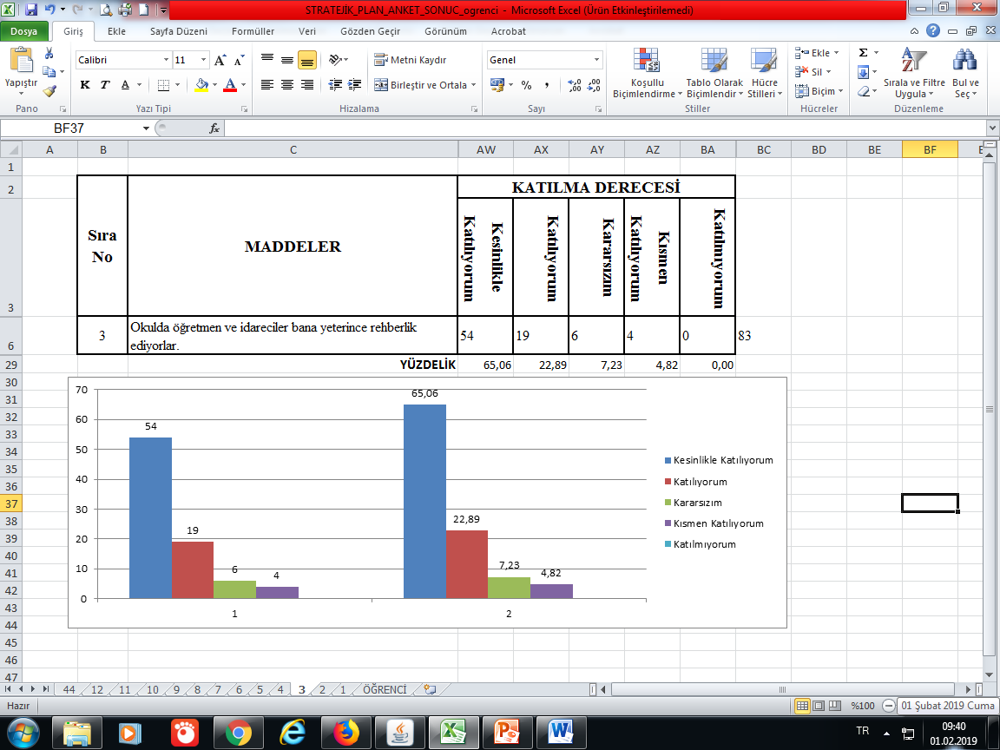 STRATEJİK_PLAN_ANKET_SONUC_ogrenci - Microsoft Excel (Ürün Etkinleştirilemedi)
Dosya Giriş Ekle Sayfa Düzeni Formüller Veri Gözden Geçir Görünüm Acrobat
Yapıştır
Calibri 11
Metni Kaydır
Genel
Koşullu Biçimlendirme
Tablo Olarak Biçimlendir
Hücre Stilleri
Ekle
Sil
Biçim
Σ
Sırala ve Filtre Uygula
Bul ve Seç
K T A
Birleştir ve Ortala
% ,
Pano Yazı Tipi Hizalama Sayı Stiller Hücreler Düzenleme
BF37 fx
A B C AW AX AY AZ BA BC BD BE BF
1
2
3
6
29
30
31
32
33
34
35
36
37
38
39
40
41
42
43
44
45
46
47
Sıra No
MADDELER
KATILMA DERECESİ
Kesinlikle Katılıyorum
Katılıyorum
Kararsızım
Kısmen Katılıyorum
Katılmıyorum
3 Okulda öğretmen ve idareciler bana yeterince rehberlik
ediyorlar.
54 19 6 4 0 83
YÜZDELİK 65,06 22,89 7,23 4,82 0,00
70
60
50
40
30
20
10
0
54
19
6
4
65,06
22,89
7,23
4,82
1 2
Kesinlikle Katılıyorum
Katılıyorum
Kararsızım
Kısmen Katılıyorum
Katılmıyorum
44 12 11 10 9 8 7 6 5 4 3 2 1 ÖĞRENCİ
Hazır %100 01 Şubat 2019 Cuma
TR 09:40
01.02.2019